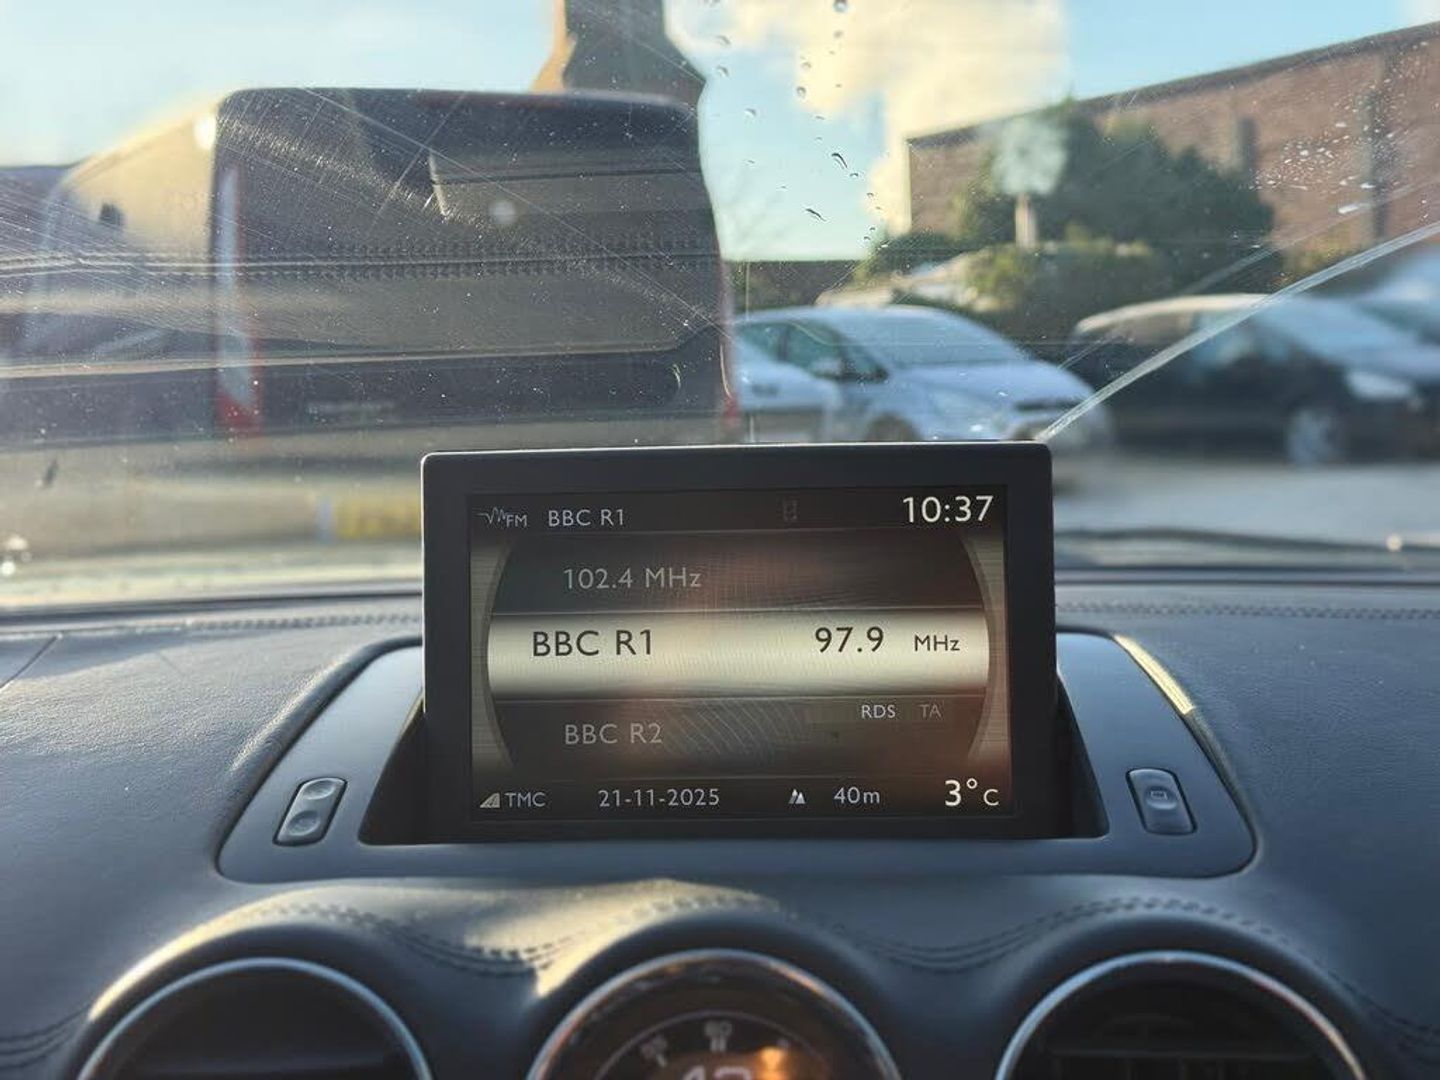 FM BBC R1 10:37
102.4 MHz
BBC R1 97.9 MHz
RDS TA
BBC R2
TMC 21-11-2025 40m 3°C